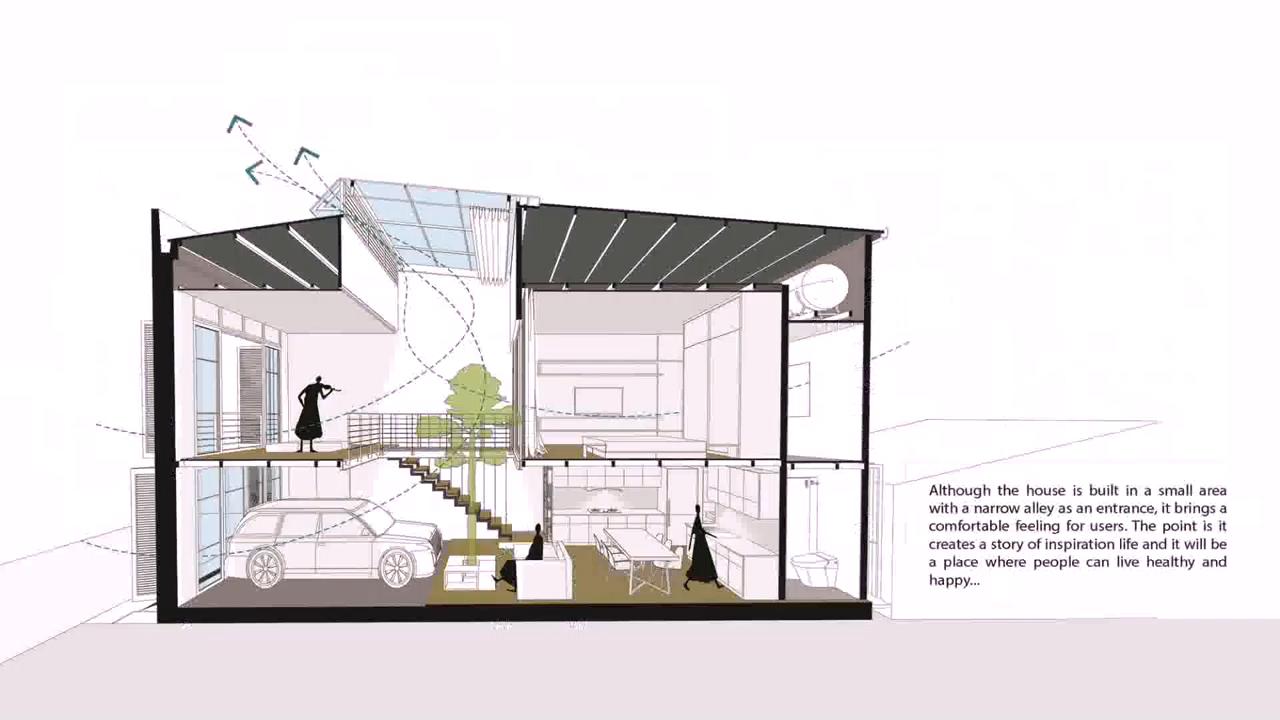 Although the house is built in a small area
with a narrow alley as an entrance, it brings a
comfortable feeling for users. The point is it
creates a story of inspiration life and it will be
a place where people can live healthy and
happy...